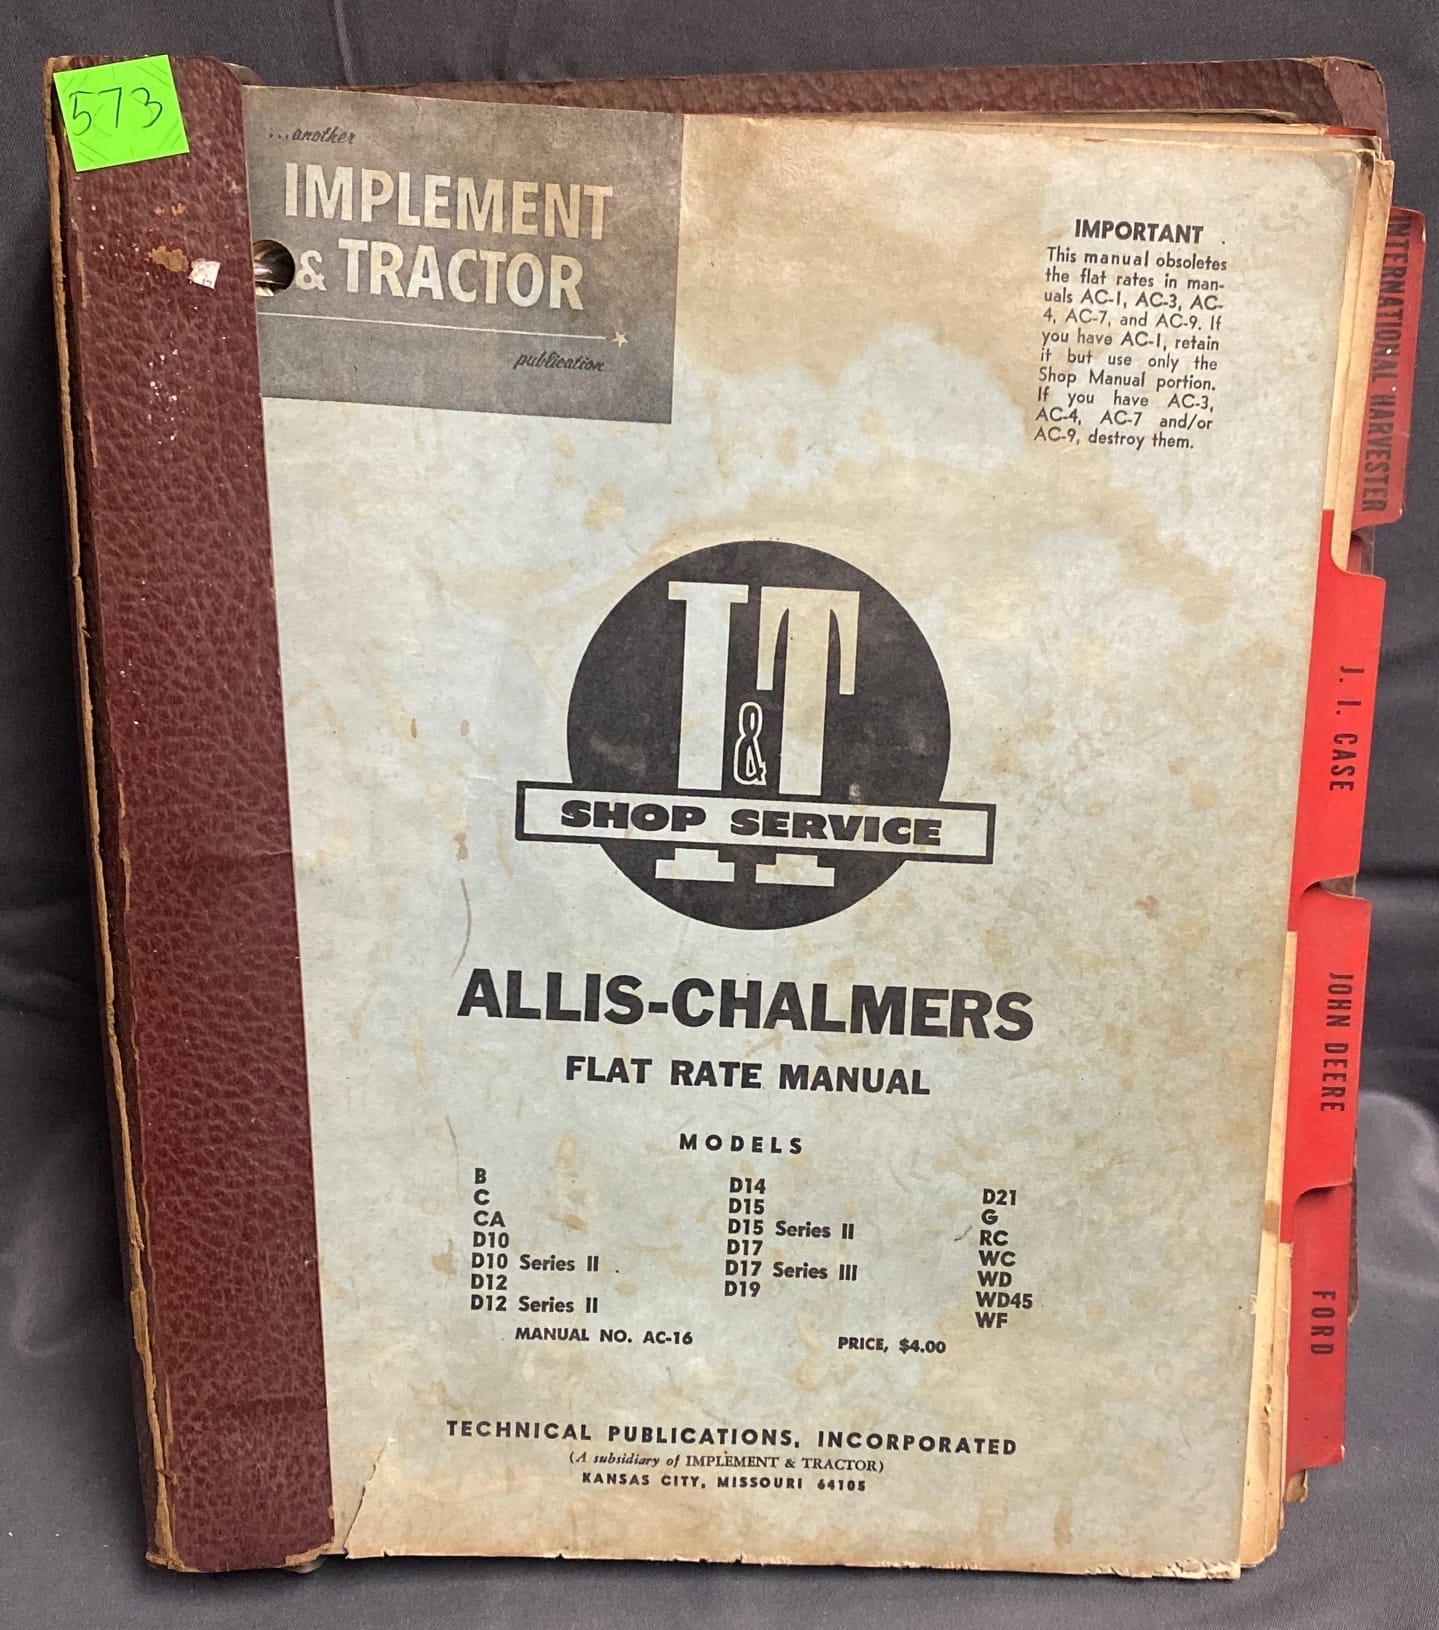 573
...another
IMPLEMENT
& TRACTOR
publication
IMPORTANT
This manual obsoletes
the flat rates in man-
uals AC-1, AC-3, AC-
4, AC-7, and AC-9. If
you have AC-1, retain
it but use only the
Shop Manual portion.
If you have AC-3,
AC-4, AC-7 and/or
AC-9, destroy them.
I&T
SHOP SERVICE
ALLIS-CHALMERS
FLAT RATE MANUAL
MODELS
B
C
CA
D10
D10 Series II
D12
D12 Series II
D14
D15
D15 Series II
D17
D17 Series III
D19
D21
G
RC
WC
WD
WD45
WF
MANUAL NO. AC-16
PRICE, $4.00
TECHNICAL PUBLICATIONS, INCORPORATED
(A subsidiary of IMPLEMENT & TRACTOR)
KANSAS CITY, MISSOURI 64105
INTERNATIONAL HARVESTER
J. I. CASE
JOHN DEERE
FORD